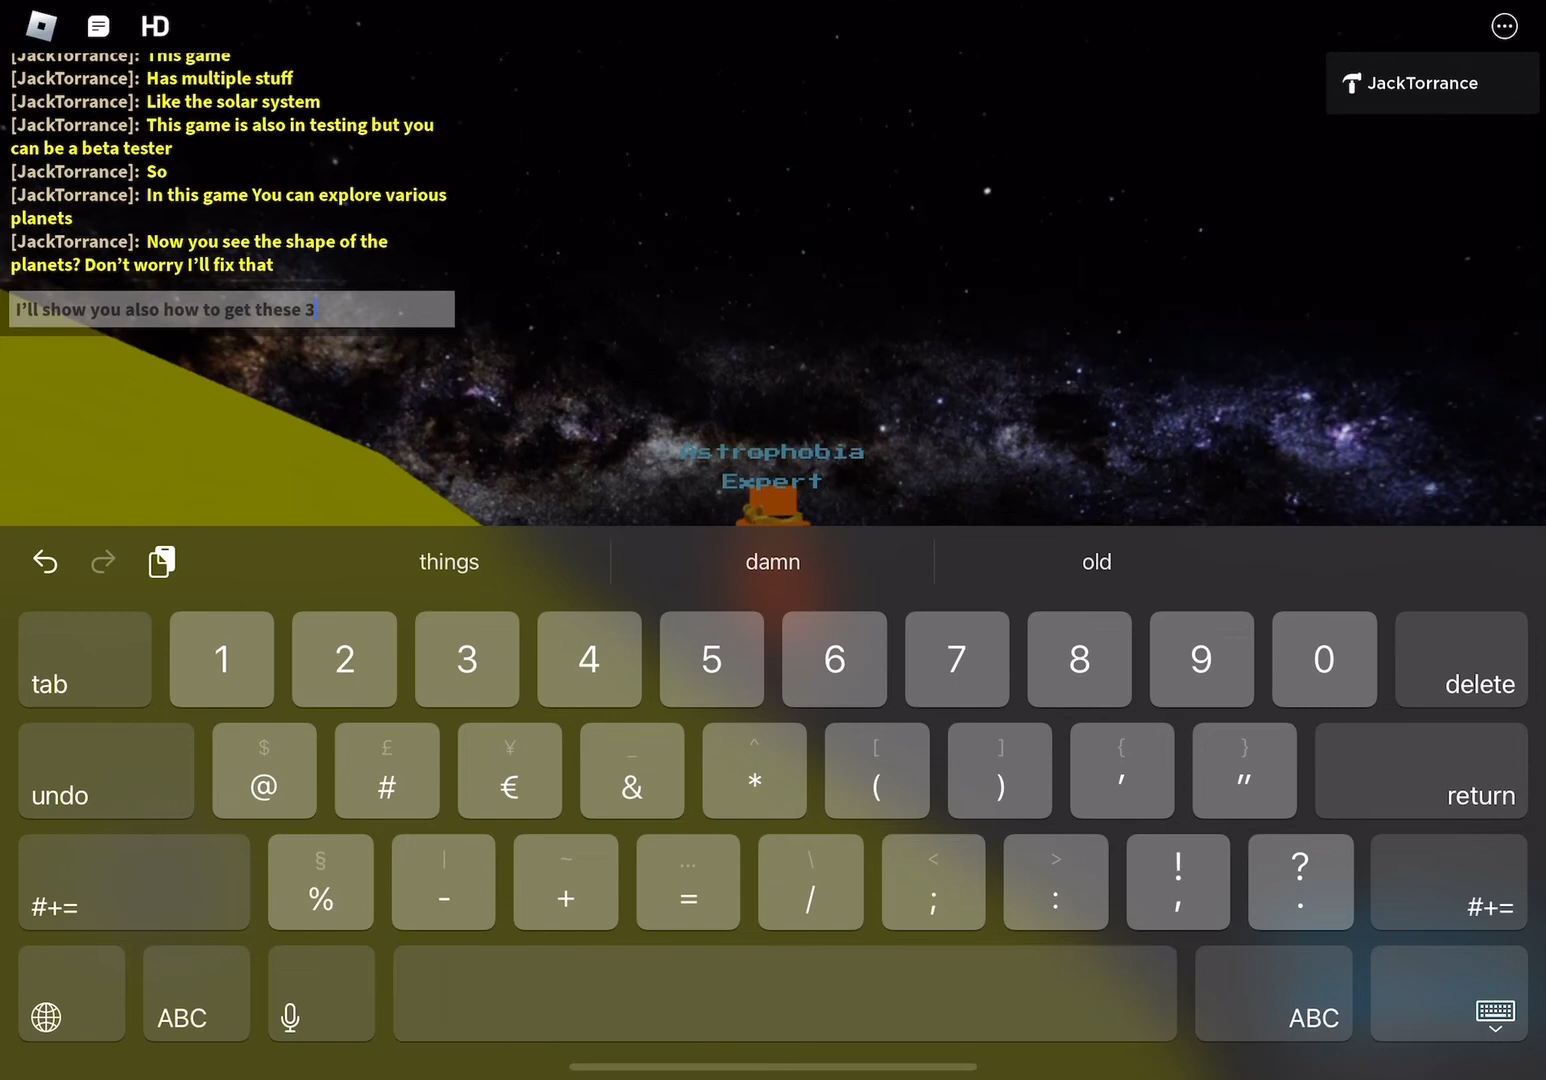 HD
[JackTorrance]: This game
[JackTorrance]: Has multiple stuff
[JackTorrance]: Like the solar system
[JackTorrance]: This game is also in testing but you
can be a beta tester
[JackTorrance]: So
[JackTorrance]: In this game You can explore various
planets
[JackTorrance]: Now you see the shape of the
planets? Don’t worry I’ll fix that
I’ll show you also how to get these 3
JackTorrance
Astrophobia
Expert
things damn old
tab 1 2 3 4 5 6 7 8 9 0 delete
$ £ ¥ _ ^ [ ] { }
undo @ # € & * ( ) ' " return
§ | ~ … \ < > ! ?
#+= % - + = / ; : , . #+=
ABC ABC